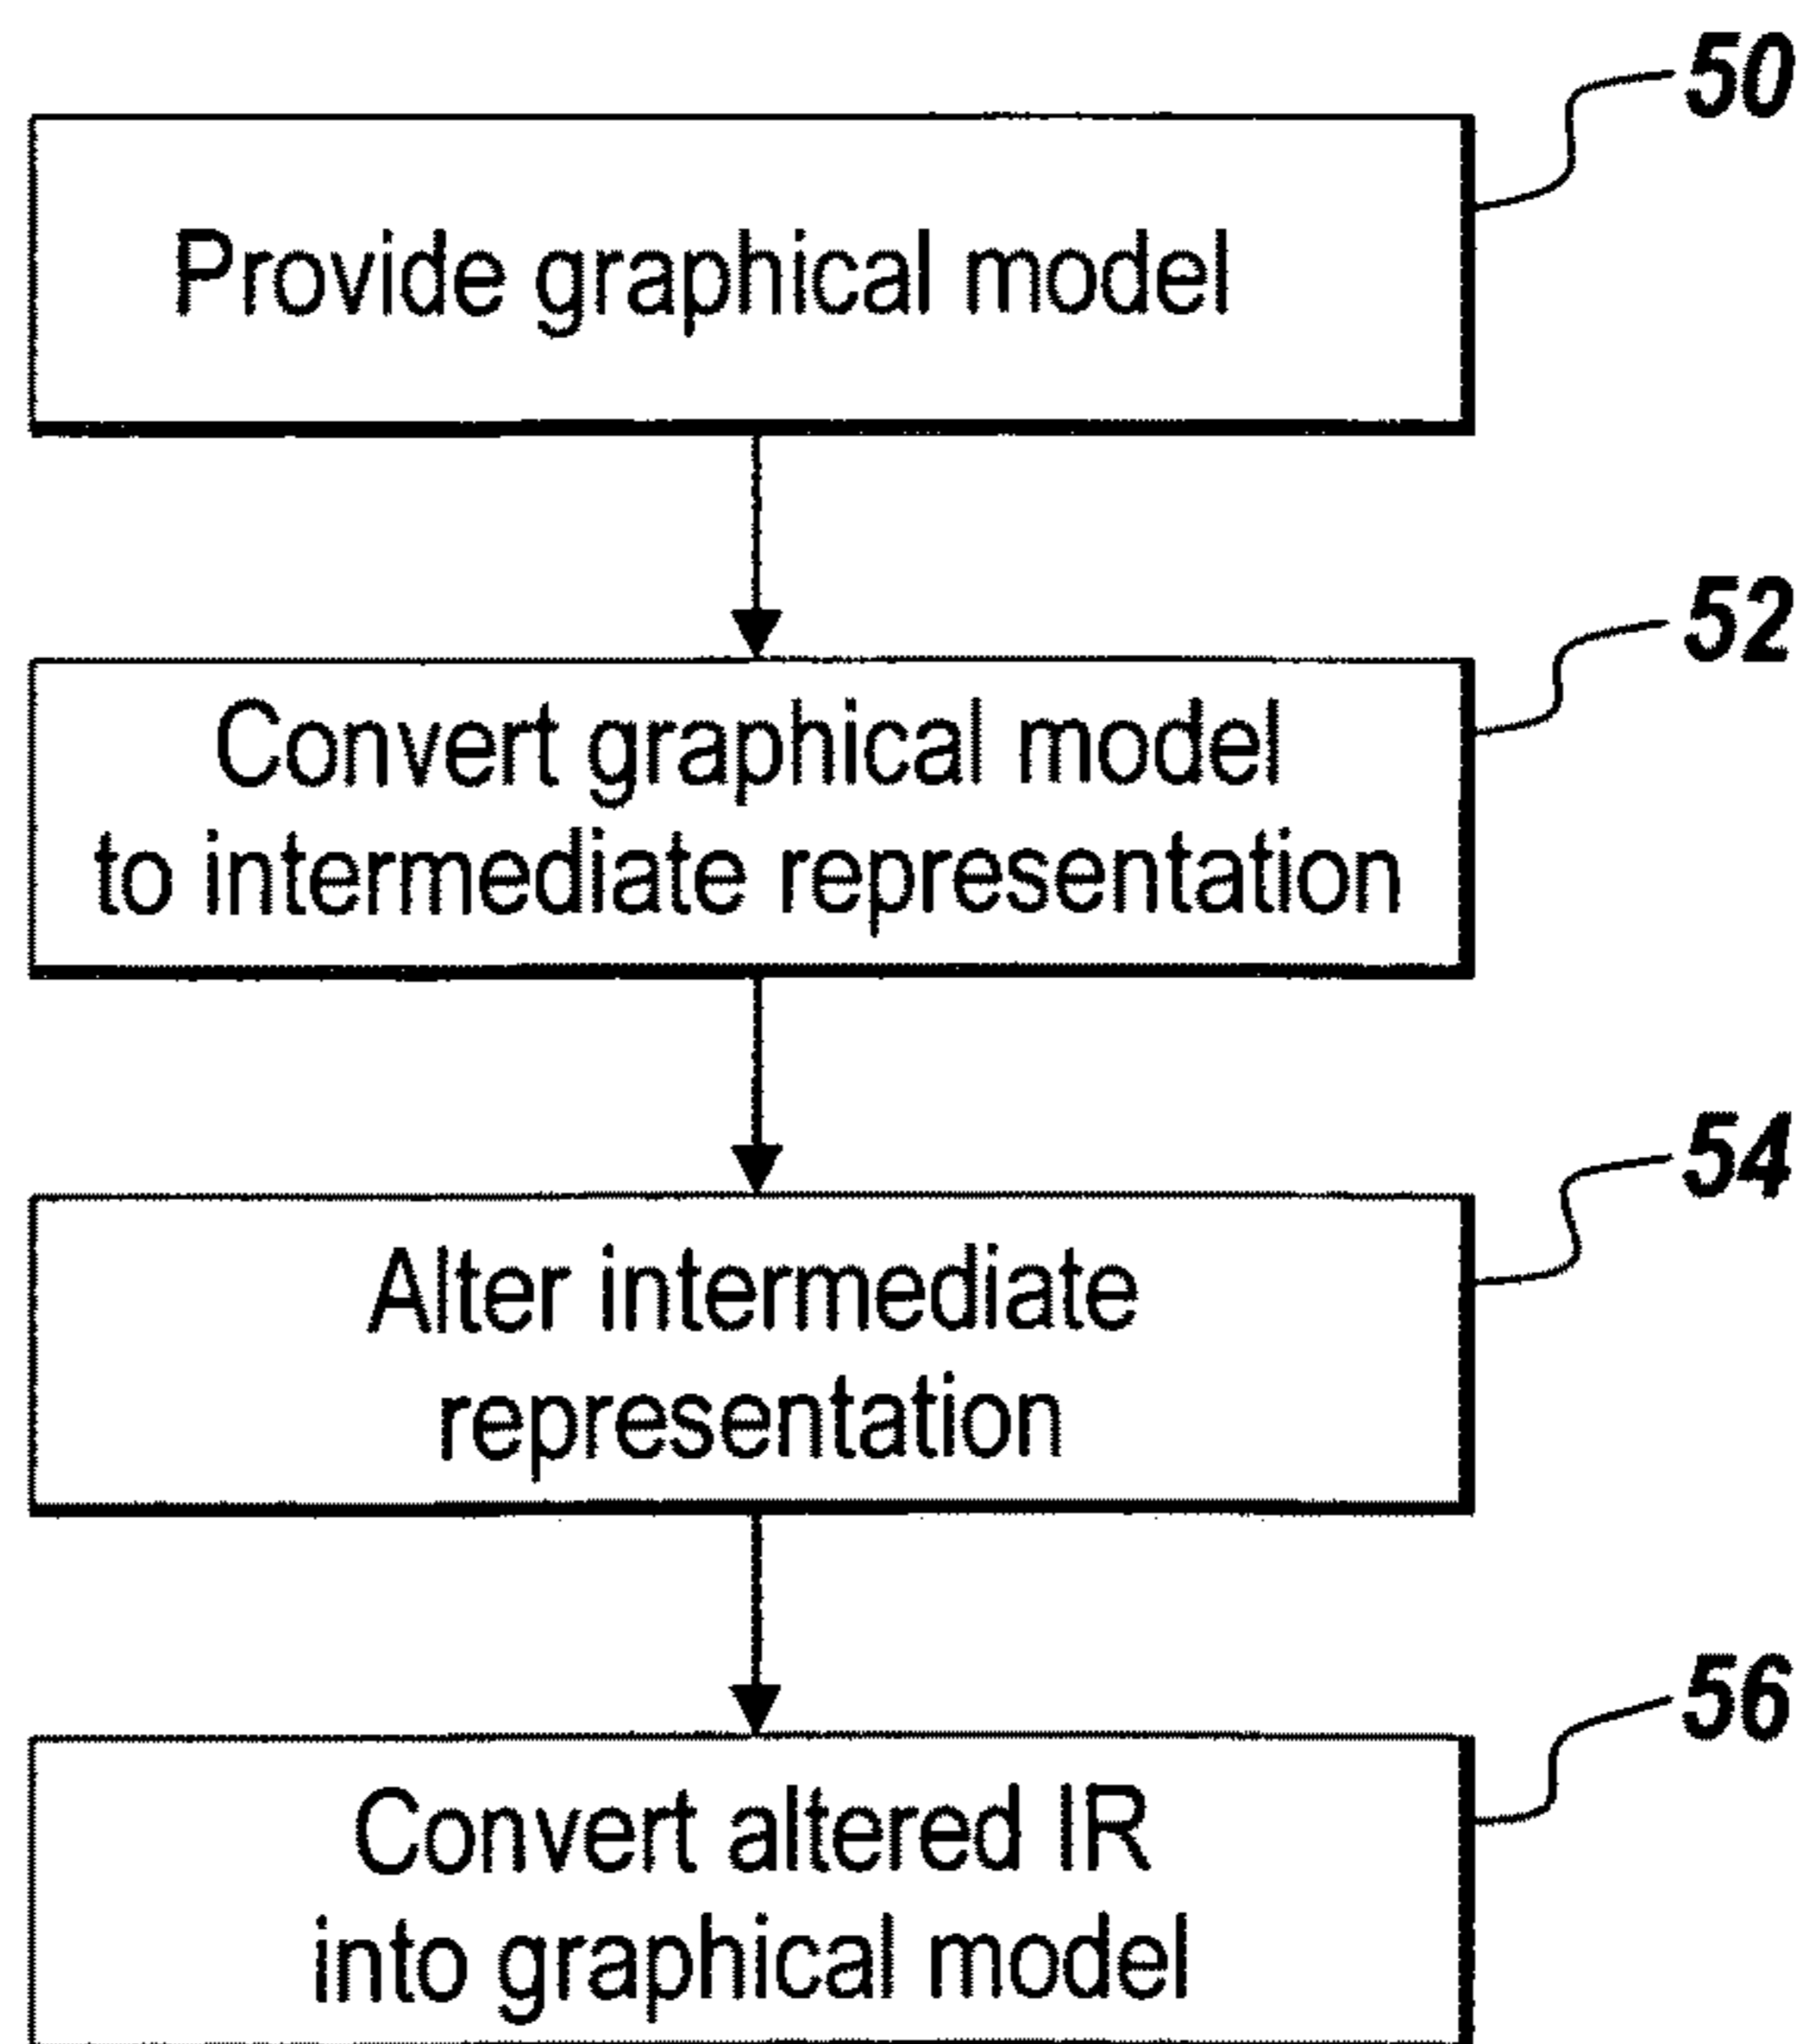 50
Provide graphical model
52
Convert graphical model
to intermediate representation
54
Alter intermediate
representation
56
Convert altered IR
into graphical model